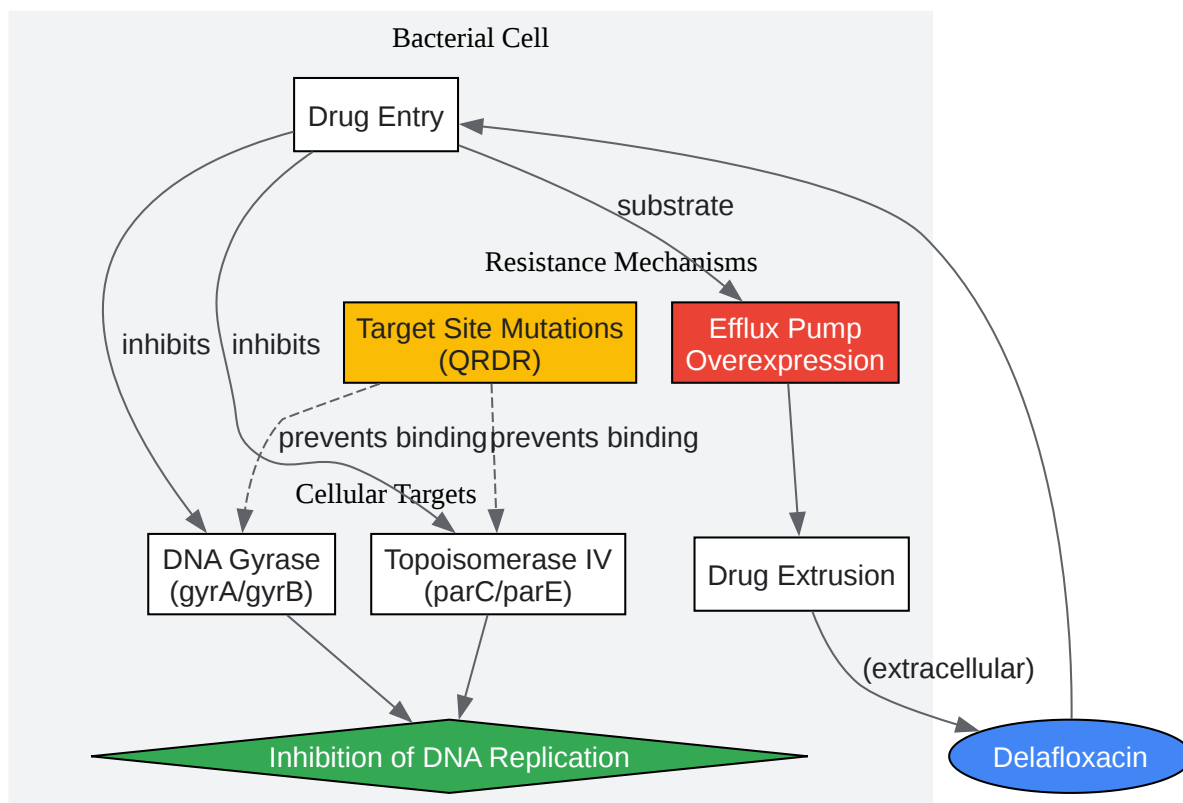 Bacterial Cell
Drug Entry
substrate
Resistance Mechanisms
Target Site Mutations
(QRDR)
Efflux Pump
Overexpression
inhibits
inhibits
prevents binding
prevents binding
Cellular Targets
DNA Gyrase
(gyrA/gyrB)
Topoisomerase IV
(parC/parE)
Drug Extrusion
(extracellular)
Inhibition of DNA Replication
Delafloxacin